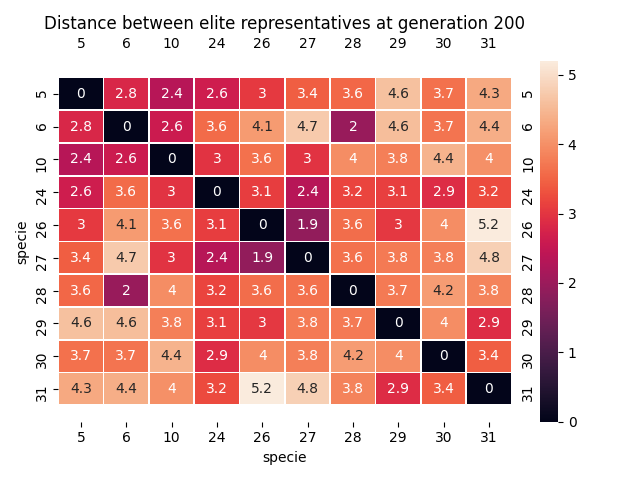 Distance between elite representatives at generation 200
5 6 10 24 26 27 28 29 30 31
5 0 2.8 2.4 2.6 3 3.4 3.6 4.6 3.7 4.3 5
6 2.8 0 2.6 3.6 4.1 4.7 2 4.6 3.7 4.4 6
10 2.4 2.6 0 3 3.6 3 4 3.8 4.4 4 10
24 2.6 3.6 3 0 3.1 2.4 3.2 3.1 2.9 3.2 24
26 3 4.1 3.6 3.1 0 1.9 3.6 3 4 5.2 26
27 3.4 4.7 3 2.4 1.9 0 3.6 3.8 3.8 4.8 27
28 3.6 2 4 3.2 3.6 3.6 0 3.7 4.2 3.8 28
29 4.6 4.6 3.8 3.1 3 3.8 3.7 0 4 2.9 29
30 3.7 3.7 4.4 2.9 4 3.8 4.2 4 0 3.4 30
31 4.3 4.4 4 3.2 5.2 4.8 3.8 2.9 3.4 0 31
5 6 10 24 26 27 28 29 30 31
specie
specie
5
4
3
2
1
0